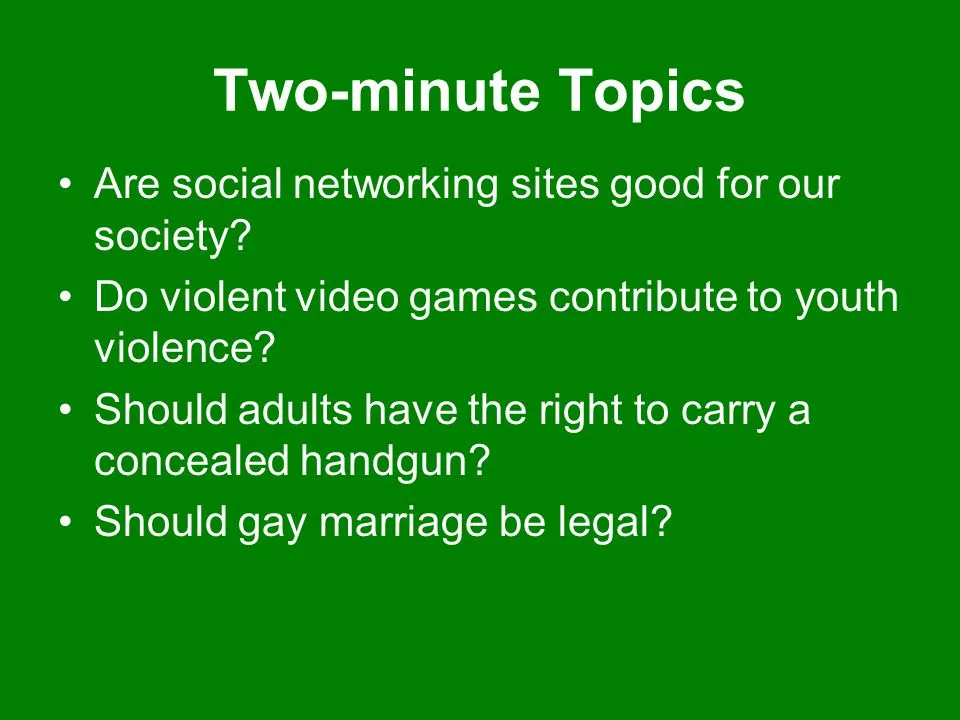 Two-minute Topics
• Are social networking sites good for our
society?
• Do violent video games contribute to youth
violence?
• Should adults have the right to carry a
concealed handgun?
• Should gay marriage be legal?